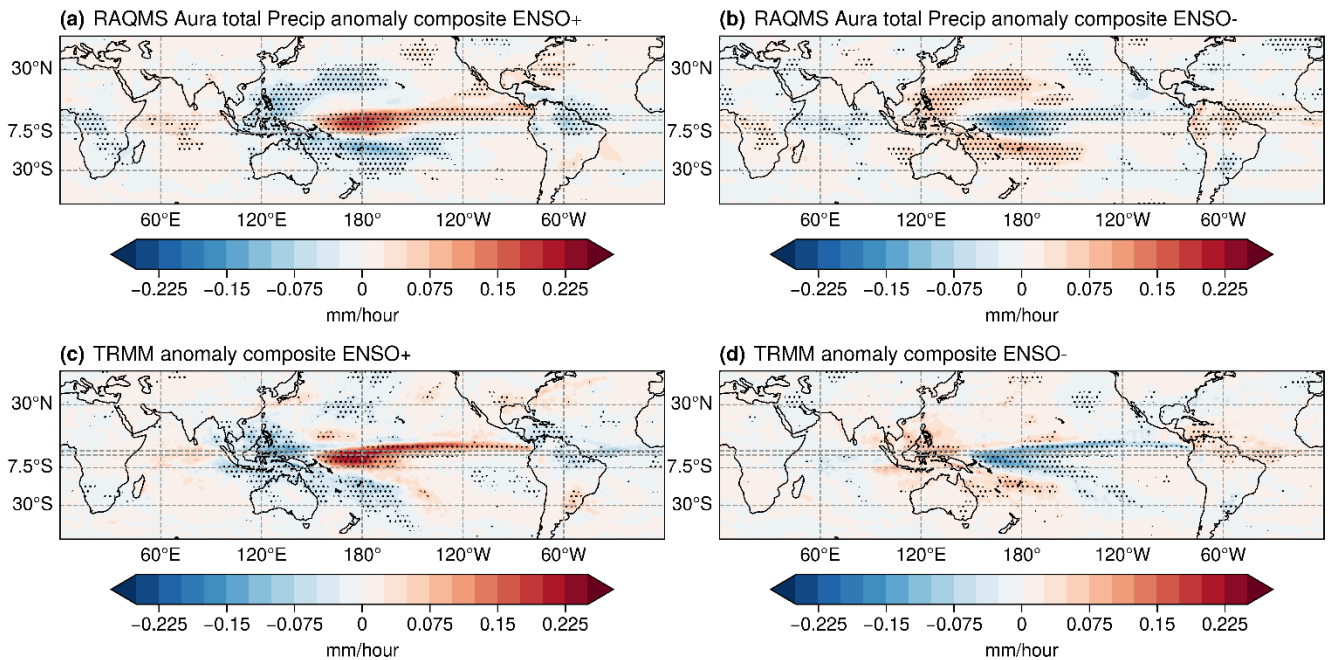 (a) RAQMS Aura total Precip anomaly composite ENSO+
30°N
7.5°S
30°S
60°E 120°E 180° 120°W 60°W
−0.225 −0.15 −0.075 0 0.075 0.15 0.225
mm/hour
(b) RAQMS Aura total Precip anomaly composite ENSO-
30°N
7.5°S
30°S
60°E 120°E 180° 120°W 60°W
−0.225 −0.15 −0.075 0 0.075 0.15 0.225
mm/hour
(c) TRMM anomaly composite ENSO+
30°N
7.5°S
30°S
60°E 120°E 180° 120°W 60°W
−0.225 −0.15 −0.075 0 0.075 0.15 0.225
mm/hour
(d) TRMM anomaly composite ENSO-
30°N
7.5°S
30°S
60°E 120°E 180° 120°W 60°W
−0.225 −0.15 −0.075 0 0.075 0.15 0.225
mm/hour